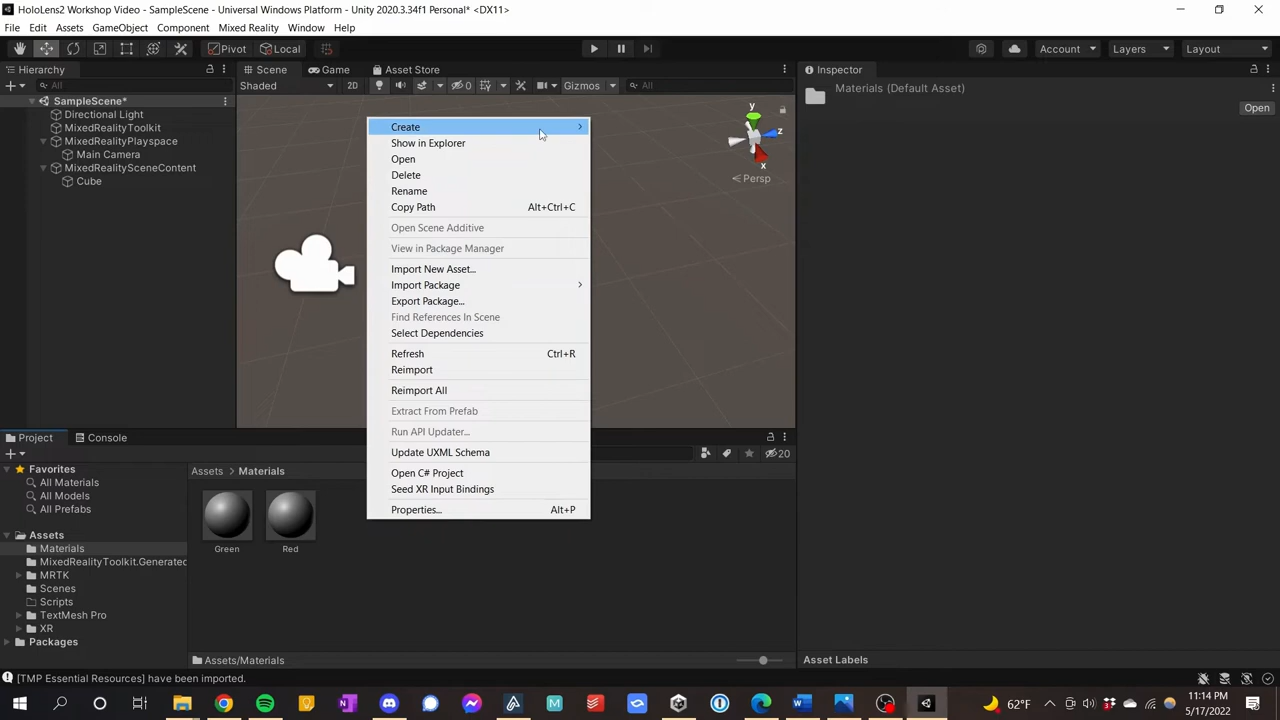 HoloLens2 Workshop Video - SampleScene - Universal Windows Platform - Unity 2020.3.34f1 Personal* <DX11>
File Edit Assets GameObject Component Mixed Reality Window Help
Pivot Local Account Layers Layout
Hierarchy
All
SampleScene*
Directional Light
MixedRealityToolkit
MixedRealityPlayspace
Main Camera
MixedRealitySceneContent
Cube
Scene Game Asset Store
Shaded 2D 0 Gizmos All
y
z
x
Persp
Create
Show in Explorer
Open
Delete
Rename
Copy Path Alt+Ctrl+C
Open Scene Additive
View in Package Manager
Import New Asset...
Import Package
Export Package...
Find References In Scene
Select Dependencies
Refresh Ctrl+R
Reimport
Reimport All
Extract From Prefab
Run API Updater...
Update UXML Schema
Open C# Project
Seed XR Input Bindings
Properties... Alt+P
Inspector
Materials (Default Asset)
Open
Asset Labels
Project Console
20
Favorites
All Materials
All Models
All Prefabs
Assets
Materials
MixedRealityToolkit.Generated
MRTK
Scenes
Scripts
TextMesh Pro
XR
Packages
Assets > Materials
Green
Red
Assets/Materials
[TMP Essential Resources] have been imported.
62°F
11:14 PM
5/17/2022